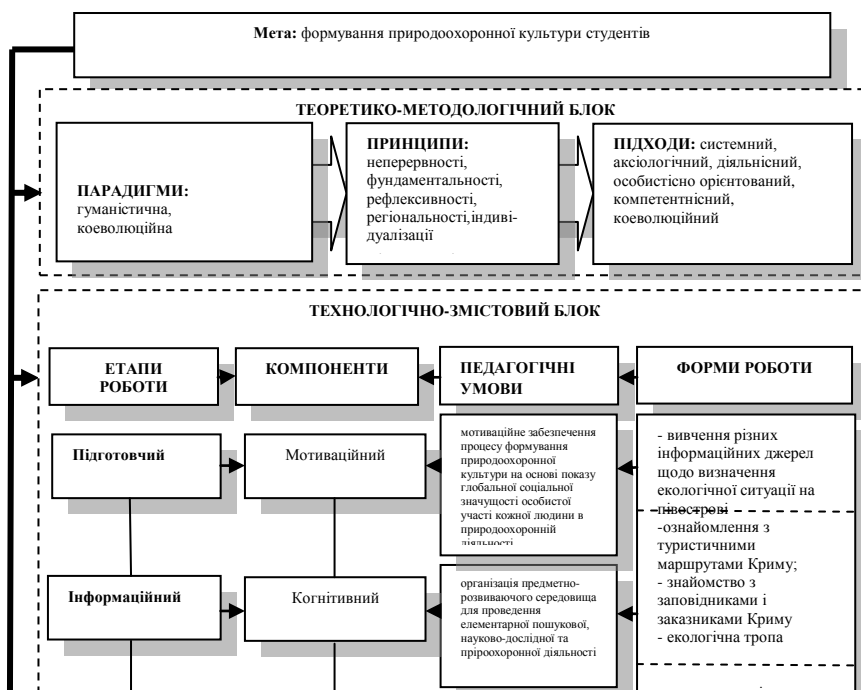 Мета: формування природоохоронної культури студентів
ТЕОРЕТИКО-МЕТОДОЛОГІЧНИЙ БЛОК
ПАРАДИГМИ:
гуманістична,
коеволюційна
ПРИНЦИПИ:
неперервності,
фундаментальності,
рефлексивності,
регіональності,індиві-
дуалізації
ПІДХОДИ: системний,
аксіологічний, діяльнісний,
особистісно орієнтований,
компетентнісний,
коеволюційний
ТЕХНОЛОГІЧНО-ЗМІСТОВИЙ БЛОК
ЕТАПИ
РОБОТИ
КОМПОНЕНТИ
ПЕДАГОГІЧНІ
УМОВИ
ФОРМИ РОБОТИ
Підготовчий
Мотиваційний
мотиваційне забезпечення
процесу формування
природоохоронної
культури на основі показу
глобальної соціальної
значущості особистої
участі кожної людини в
природоохоронній
діяльності
- вивчення різних
інформаційних джерел
щодо визначення
екологічної ситуації на
півострові
-ознайомлення з
туристичними
маршрутами Криму;
- знайомство з
заповідниками і
заказниками Криму
- екологічна тропа
Інформаційний
Когнітивний
організація предметно-
розвиваючого середовища
для проведення
елементарної пошукової,
науково-дослідної та
пріроохоронної діяльності